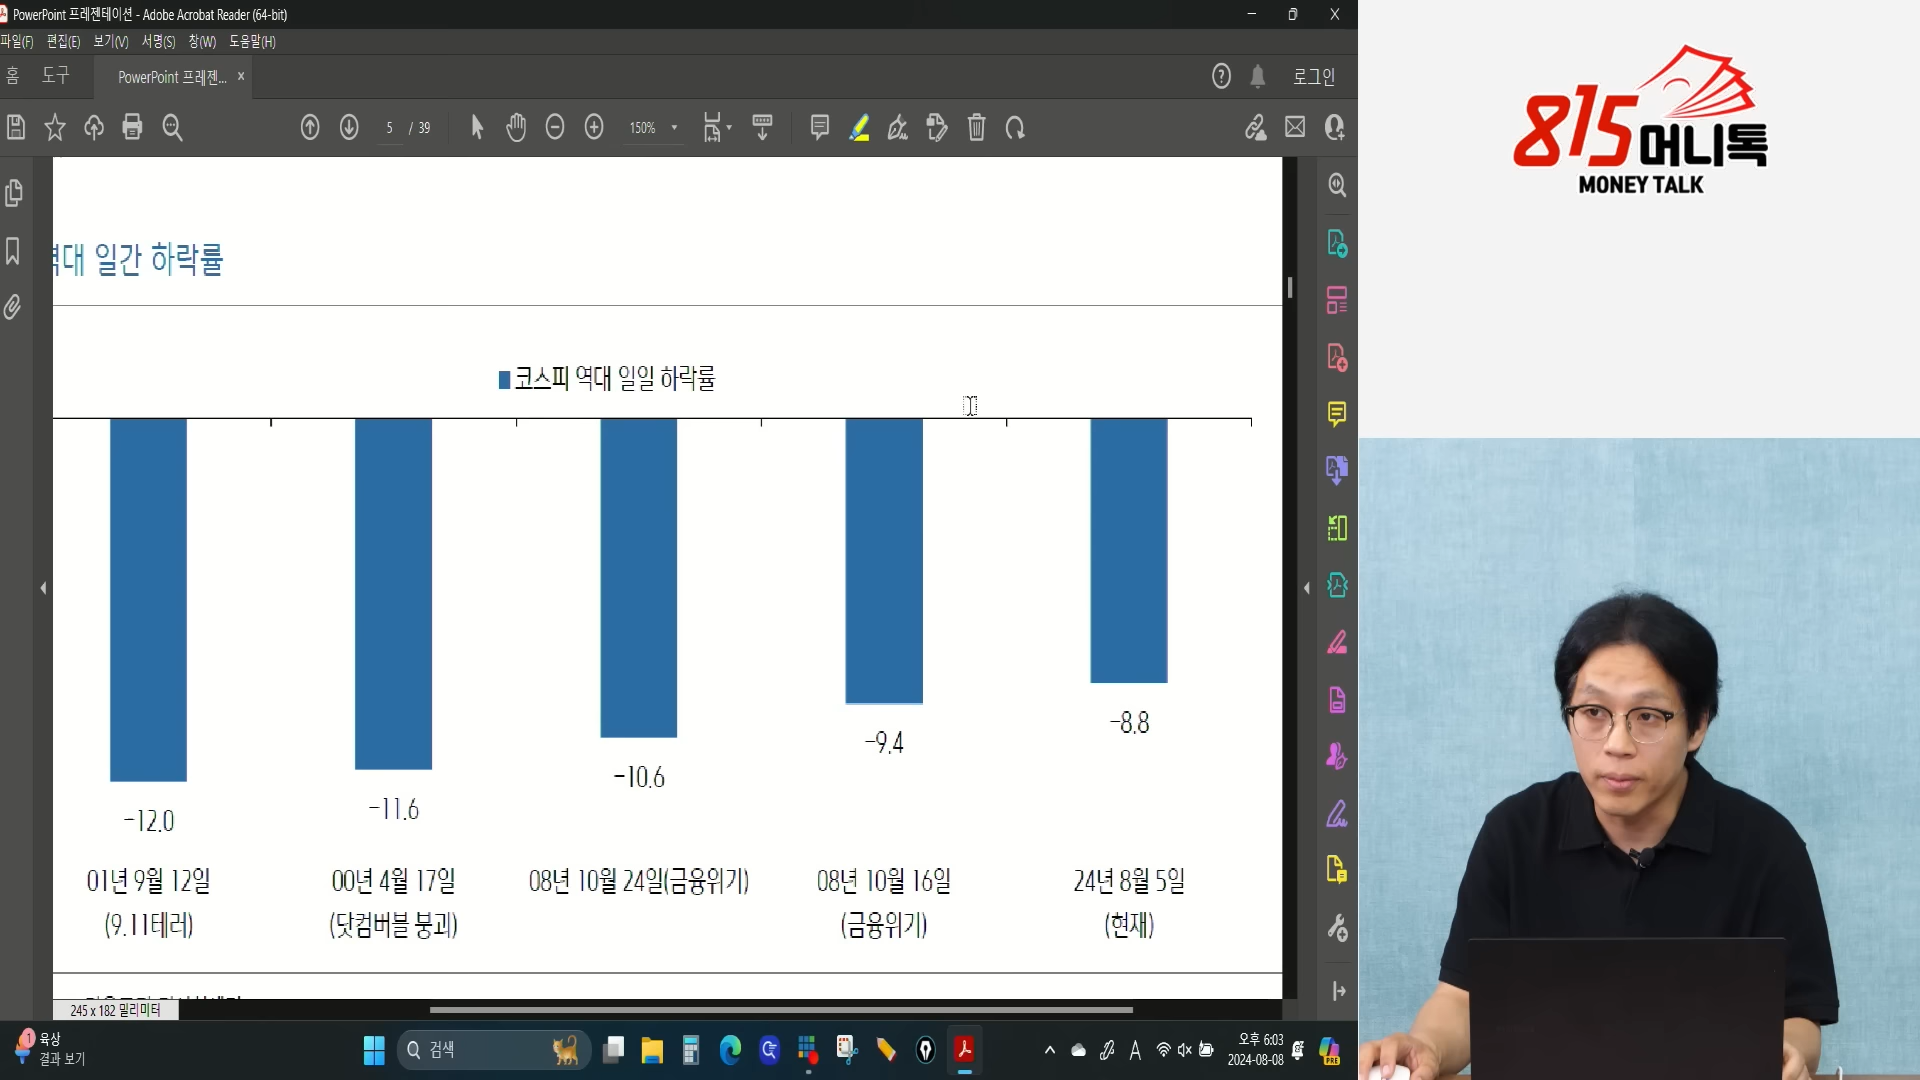 PowerPoint 프레젠테이션 - Adobe Acrobat Reader (64-bit)
파일(F) 편집(E) 보기(V) 서명(S) 창(W) 도움말(H)
홈 도구 PowerPoint 프레젠... × 로그인
5 / 39 150%
815머니톡
MONEY TALK
역대 일간 하락률
코스피 역대 일일 하락률
-12.0 -11.6 -10.6 -9.4 -8.8
01년 9월 12일 00년 4월 17일 08년 10월 24일(금융위기) 08년 10월 16일 24년 8월 5일
(9.11테러) (닷컴버블 붕괴) (금융위기) (현재)
245 x 182 밀리미터
1 육상
결과 보기
검색
A
오후 6:03
2024-08-08
PRE